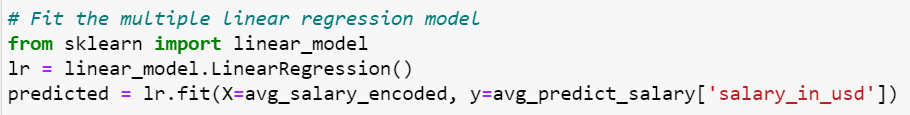 # Fit the multiple linear regression model
from sklearn import linear_model
lr = linear_model.LinearRegression()
predicted = lr.fit(X=avg_salary_encoded, y=avg_predict_salary['salary_in_usd'])